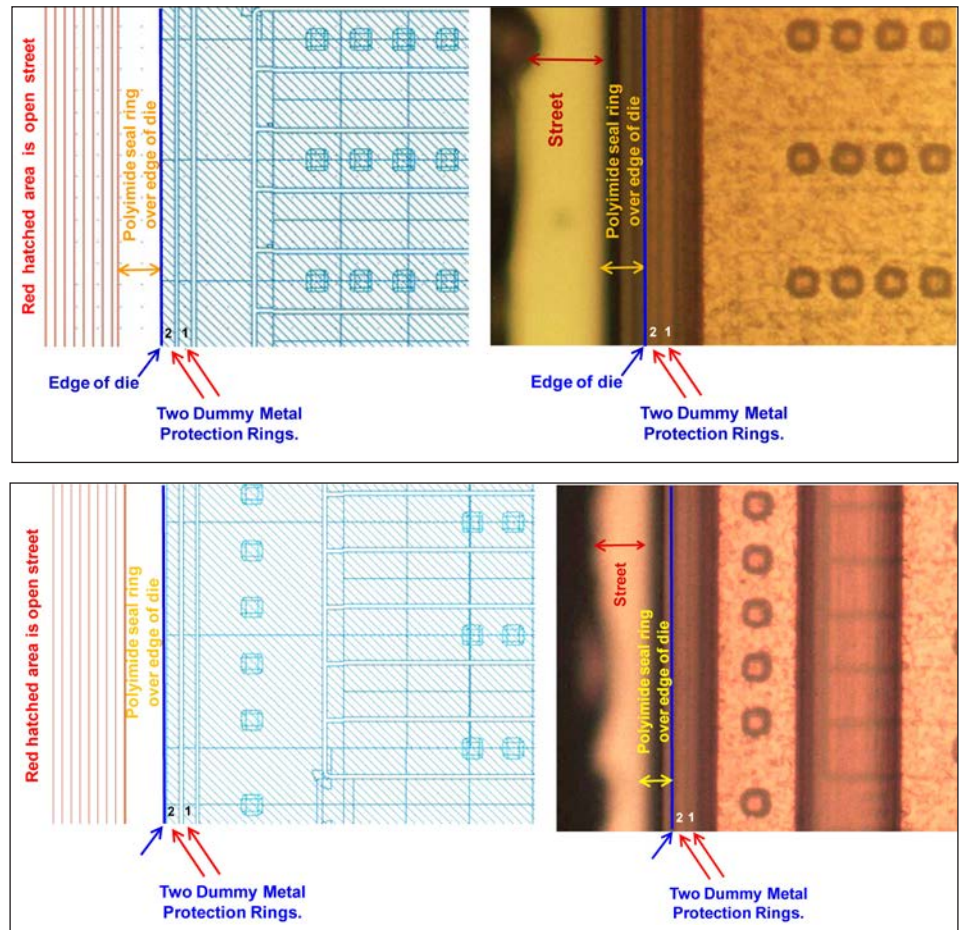 Red hatched area is open street
Polyimide seal ring
over edge of die
2 1
Edge of die
Two Dummy Metal
Protection Rings.
Street
Polyimide seal ring
over edge of die
2 1
Edge of die
Two Dummy Metal
Protection Rings.
Red hatched area is open street
Polyimide seal ring
over edge of die
2 1
Two Dummy Metal
Protection Rings.
Street
Polyimide seal ring
over edge of die
2 1
Two Dummy Metal
Protection Rings.